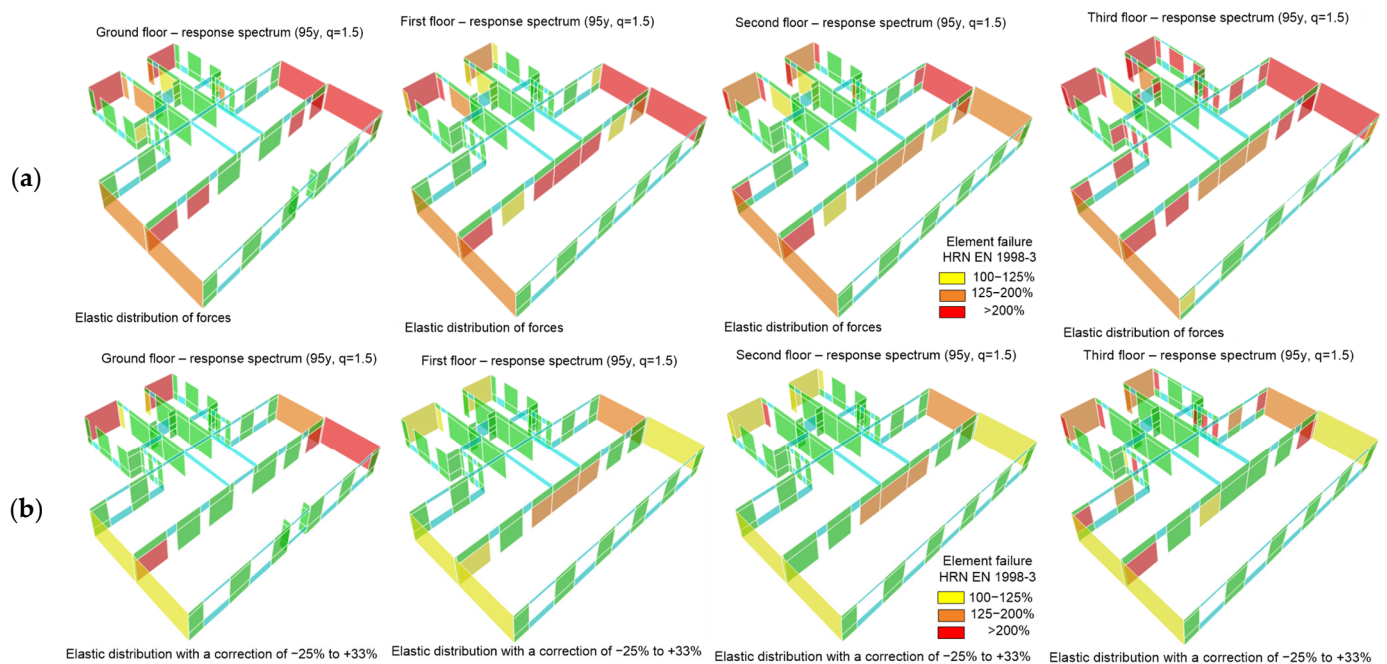 Ground floor – response spectrum (95y, q=1.5)
First floor – response spectrum (95y, q=1.5)
Second floor – response spectrum (95y, q=1.5)
Third floor – response spectrum (95y, q=1.5)
(a)
Element failure
HRN EN 1998-3
100−125%
125−200%
>200%
Elastic distribution of forces
Elastic distribution of forces
Elastic distribution of forces
Elastic distribution of forces
Ground floor – response spectrum (95y, q=1.5)
First floor – response spectrum (95y, q=1.5)
Second floor – response spectrum (95y, q=1.5)
Third floor – response spectrum (95y, q=1.5)
(b)
Element failure
HRN EN 1998-3
100−125%
125−200%
>200%
Elastic distribution with a correction of −25% to +33%
Elastic distribution with a correction of −25% to +33%
Elastic distribution with a correction of −25% to +33%
Elastic distribution with a correction of −25% to +33%